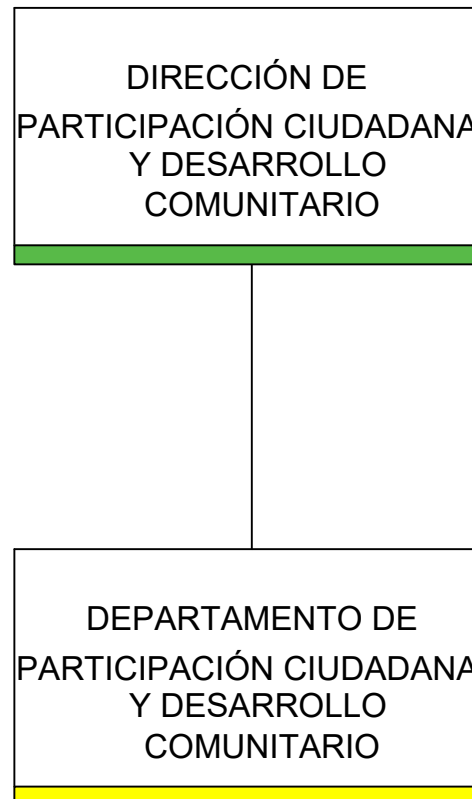 DIRECCIÓN DE
PARTICIPACIÓN CIUDADANA
Y DESARROLLO
COMUNITARIO
DEPARTAMENTO DE
PARTICIPACIÓN CIUDADANA
Y DESARROLLO
COMUNITARIO